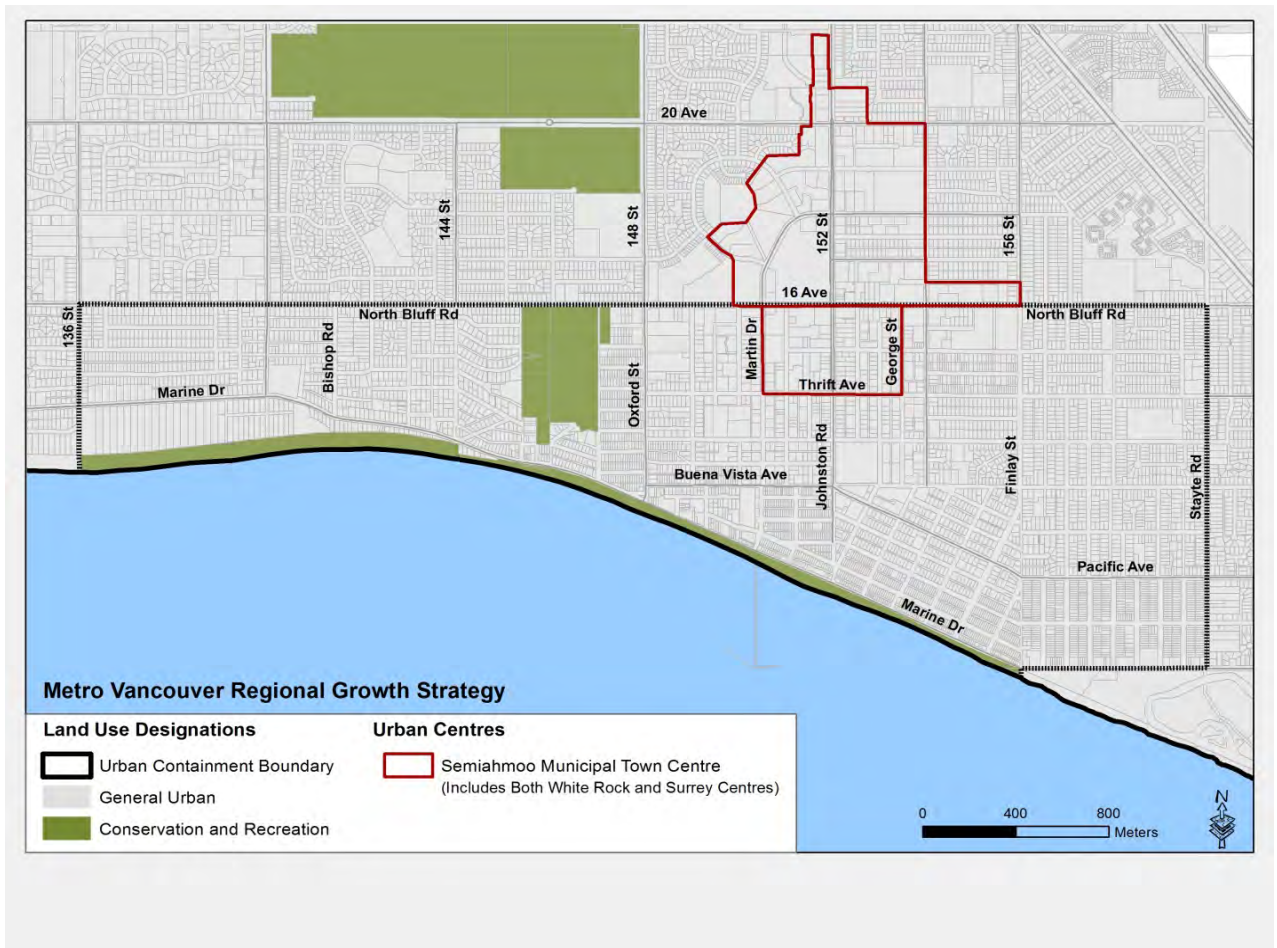 20 Ave
144 St
148 St
152 St
156 St
16 Ave
136 St
North Bluff Rd
North Bluff Rd
Bishop Rd
Martin Dr
George St
Marine Dr
Oxford St
Thrift Ave
Johnston Rd
Finlay St
Stayte Rd
Buena Vista Ave
Pacific Ave
Marine Dr
Metro Vancouver Regional Growth Strategy
Land Use Designations
Urban Containment Boundary
General Urban
Conservation and Recreation
Urban Centres
Semiahmoo Municipal Town Centre
(Includes Both White Rock and Surrey Centres)
0 400 800
Meters
N